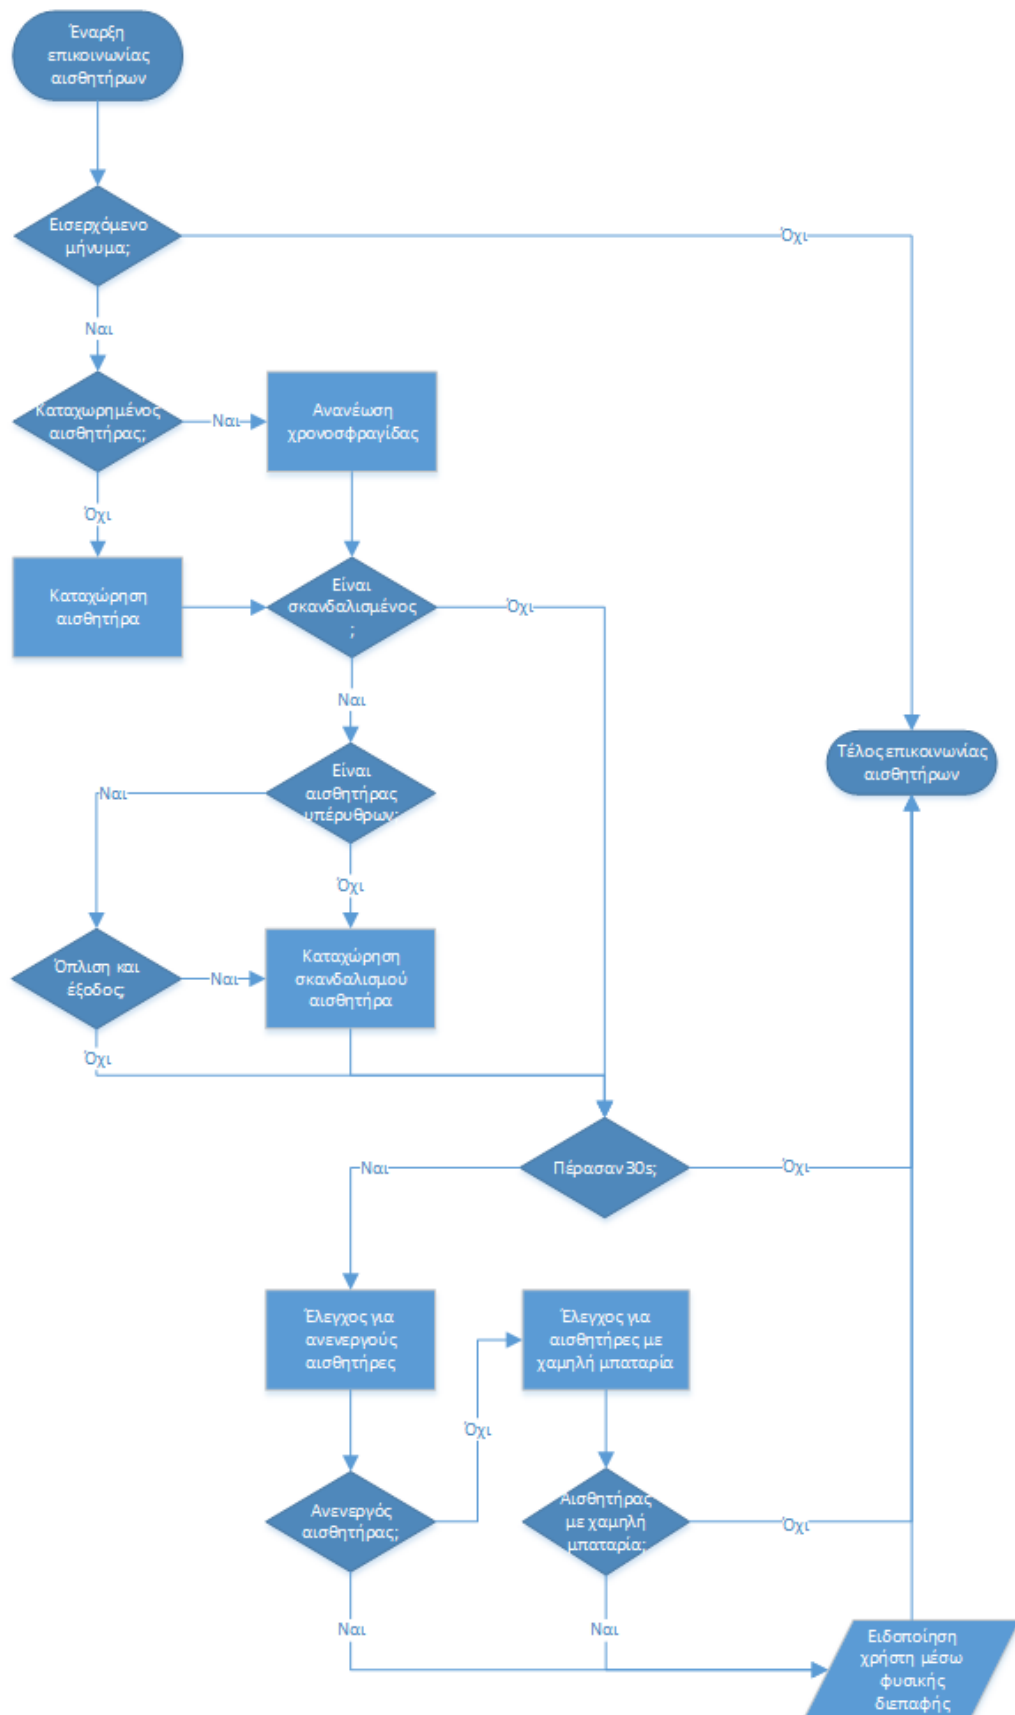 Έναρξη
επικοινωνίας
αισθητήρων
Εισερχόμενο
μήνυμα;
Όχι
Ναι
Καταχωρημένος
αισθητήρας;
Ναι
Ανανέωση
χρονοσφραγίδας
Όχι
Καταχώρηση
αισθητήρα
Είναι
σκανδαλισμένος
;
Όχι
Ναι
Τέλος επικοινωνίας
αισθητήρων
Είναι
αισθητήρας
υπέρυθρων;
Ναι
Όχι
Όπλιση και
έξοδος;
Ναι
Καταχώρηση
σκανδαλισμού
αισθητήρα
Όχι
Πέρασαν 30s;
Ναι
Όχι
Έλεγχος για
ανενεργούς
αισθητήρες
Έλεγχος για
αισθητήρες με
χαμηλή μπαταρία
Όχι
Ανενεργός
αισθητήρας;
Αισθητήρας
με χαμηλή
μπαταρία;
Όχι
Ναι
Ναι
Ειδοποίηση
χρήστη μέσω
φυσικής
διεπαφής